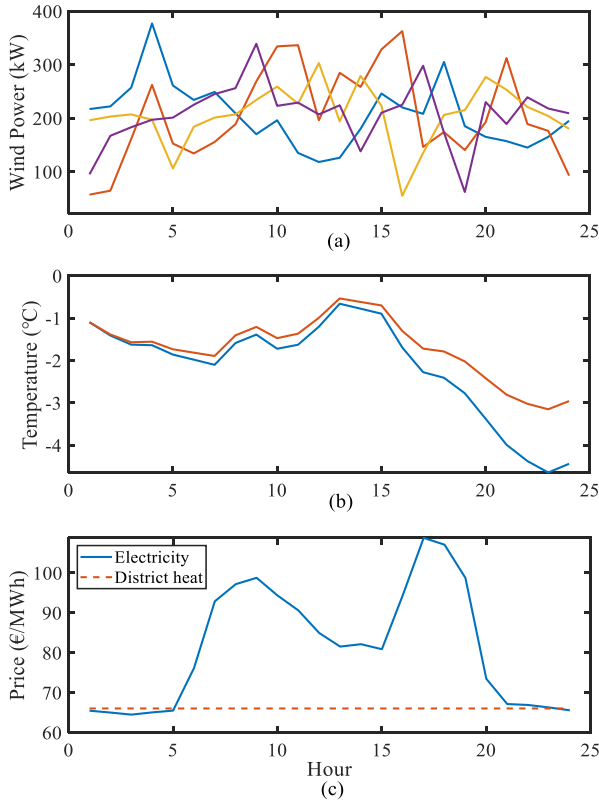 400
300
200
100
Wind Power (kW)
0 5 10 15 20 25
(a)
0
-1
-2
-3
-4
Temperature (°C)
0 5 10 15 20 25
(b)
Electricity
District heat
100
90
80
70
60
Price (€/MWh)
0 5 10 15 20 25
Hour
(c)